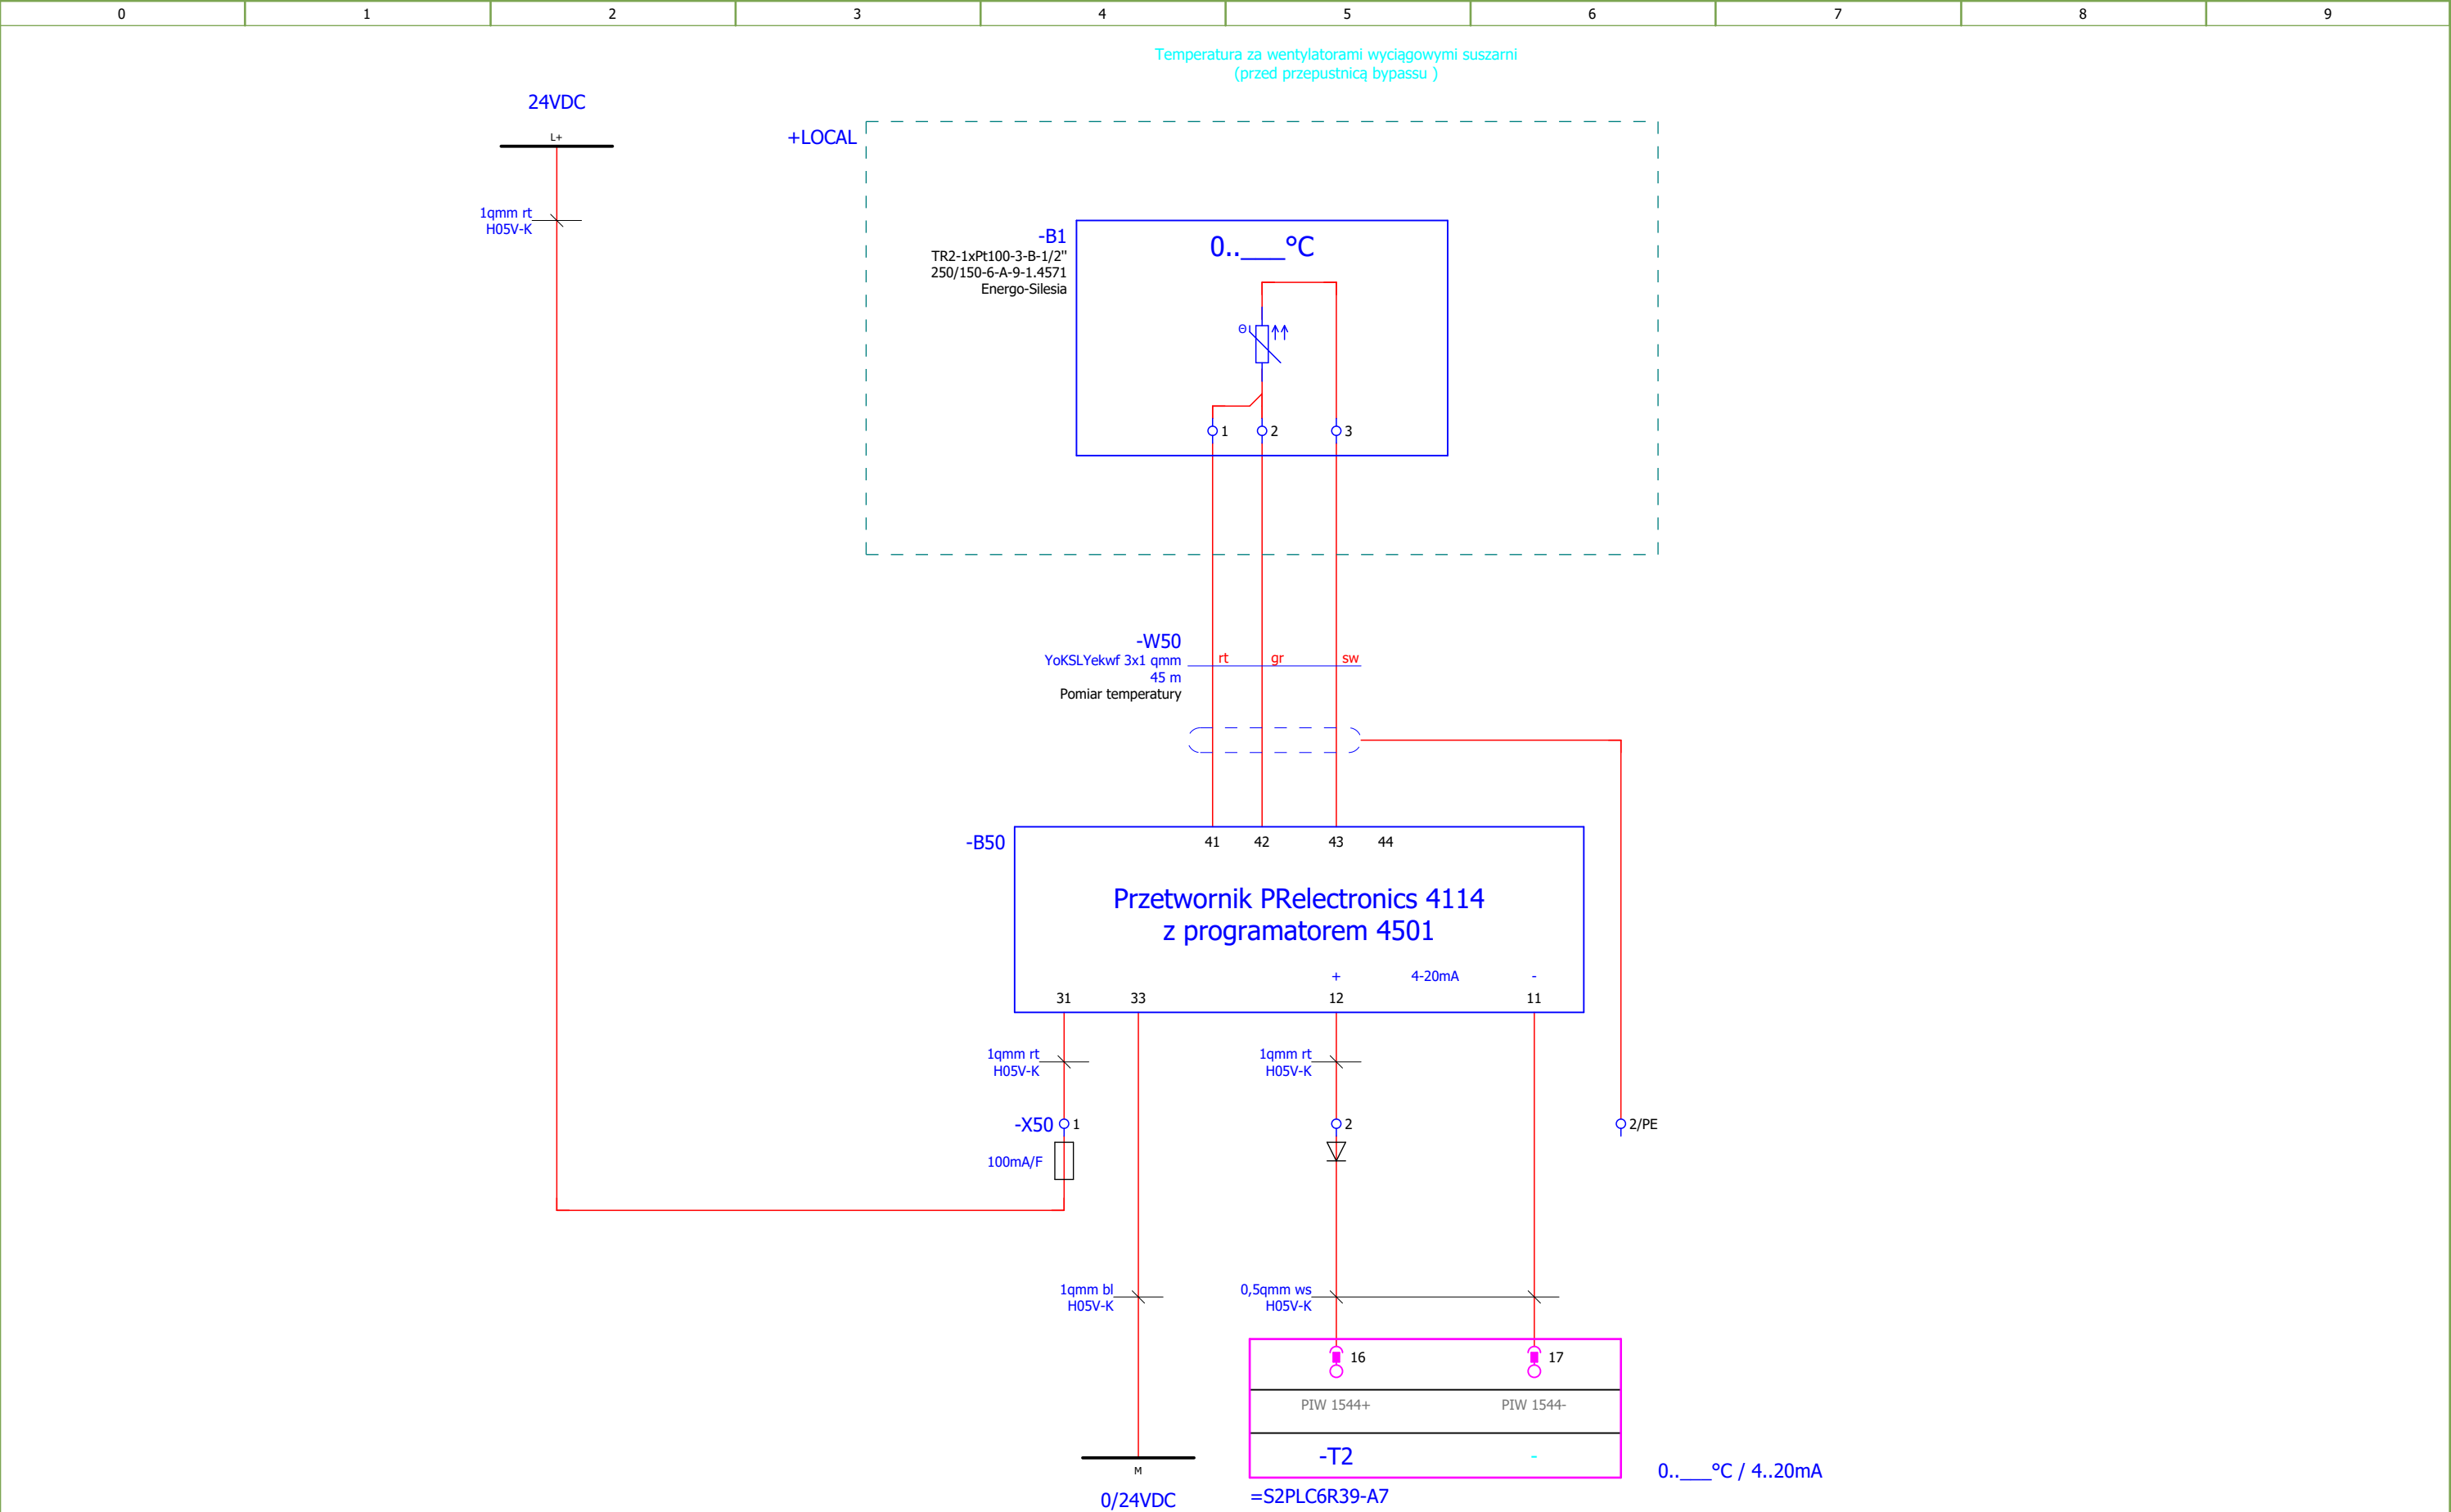 0 1 2 3 4 5 6 7 8 9
Temperatura za wentylatorami wyciągowymi suszarni
(przed przepustnicą bypassu )
24VDC
L+
+LOCAL
1qmm rt
H05V-K
-B1
TR2-1xPt100-3-B-1/2"
250/150-6-A-9-1.4571
Energo-Silesia
0..___°C
Θ
1 2 3
-W50
YoKSLYekwf 3x1 qmm
45 m
Pomiar temperatury
rt gr sw
-B50
41 42 43 44
Przetwornik PRelectronics 4114
z programatorem 4501
+ 4-20mA -
31 33 12 11
1qmm rt
H05V-K
1qmm rt
H05V-K
-X50 1 2 2/PE
100mA/F
1qmm bl
H05V-K
0,5qmm ws
H05V-K
16 17
PIW 1544+ PIW 1544-
-T2 -
M
0/24VDC
=S2PLC6R39-A7
0..___°C / 4..20mA